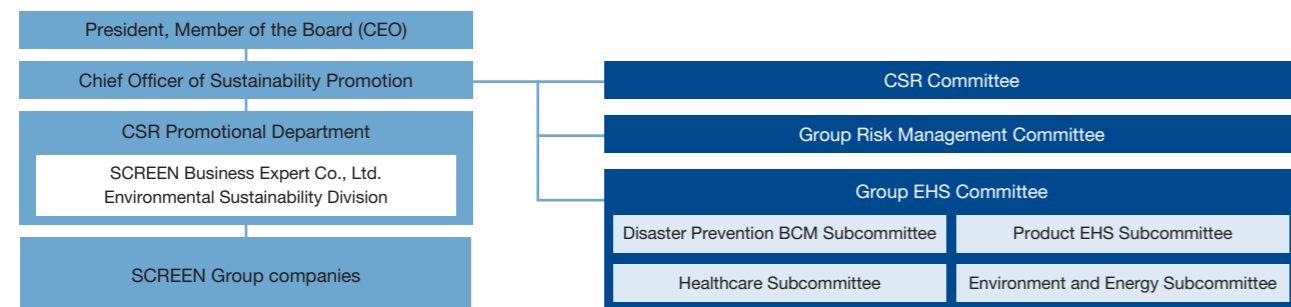 President, Member of the Board (CEO)
Chief Officer of Sustainability Promotion
CSR Promotional Department
SCREEN Business Expert Co., Ltd.
Environmental Sustainability Division
SCREEN Group companies
CSR Committee
Group Risk Management Committee
Group EHS Committee
Disaster Prevention BCM Subcommittee
Product EHS Subcommittee
Healthcare Subcommittee
Environment and Energy Subcommittee